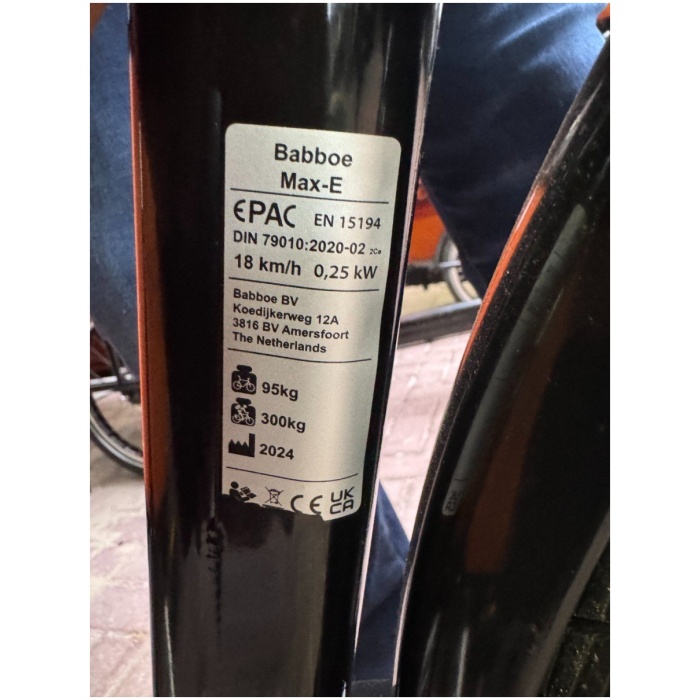 Babboe
Max-E
EPAC EN 15194
DIN 79010:2020-02 2Ca
18 km/h 0,25 kW
Babboe BV
Koedijkerweg 12A
3816 BV Amersfoort
The Netherlands
95kg
300kg
2024
CE UK
CA